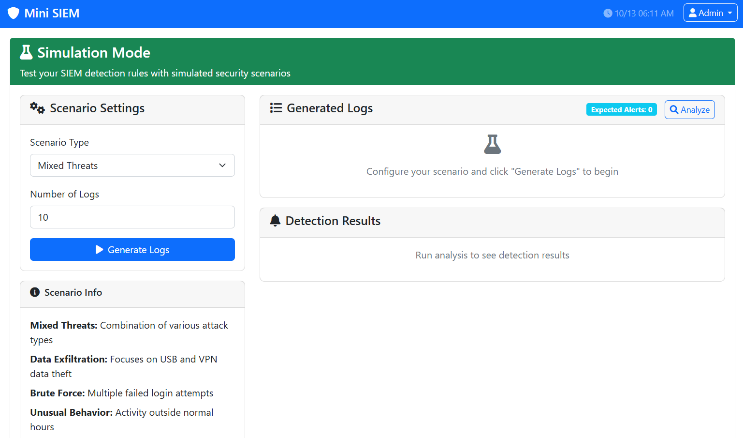 Mini SIEM
10/13 06:11 AM
Admin
Simulation Mode
Test your SIEM detection rules with simulated security scenarios
Scenario Settings
Scenario Type
Mixed Threats
Number of Logs
10
Generate Logs
Scenario Info
Mixed Threats: Combination of various attack
types
Data Exfiltration: Focuses on USB and VPN
data theft
Brute Force: Multiple failed login attempts
Unusual Behavior: Activity outside normal
hours
Generated Logs
Expected Alerts: 0
Analyze
Configure your scenario and click "Generate Logs" to begin
Detection Results
Run analysis to see detection results